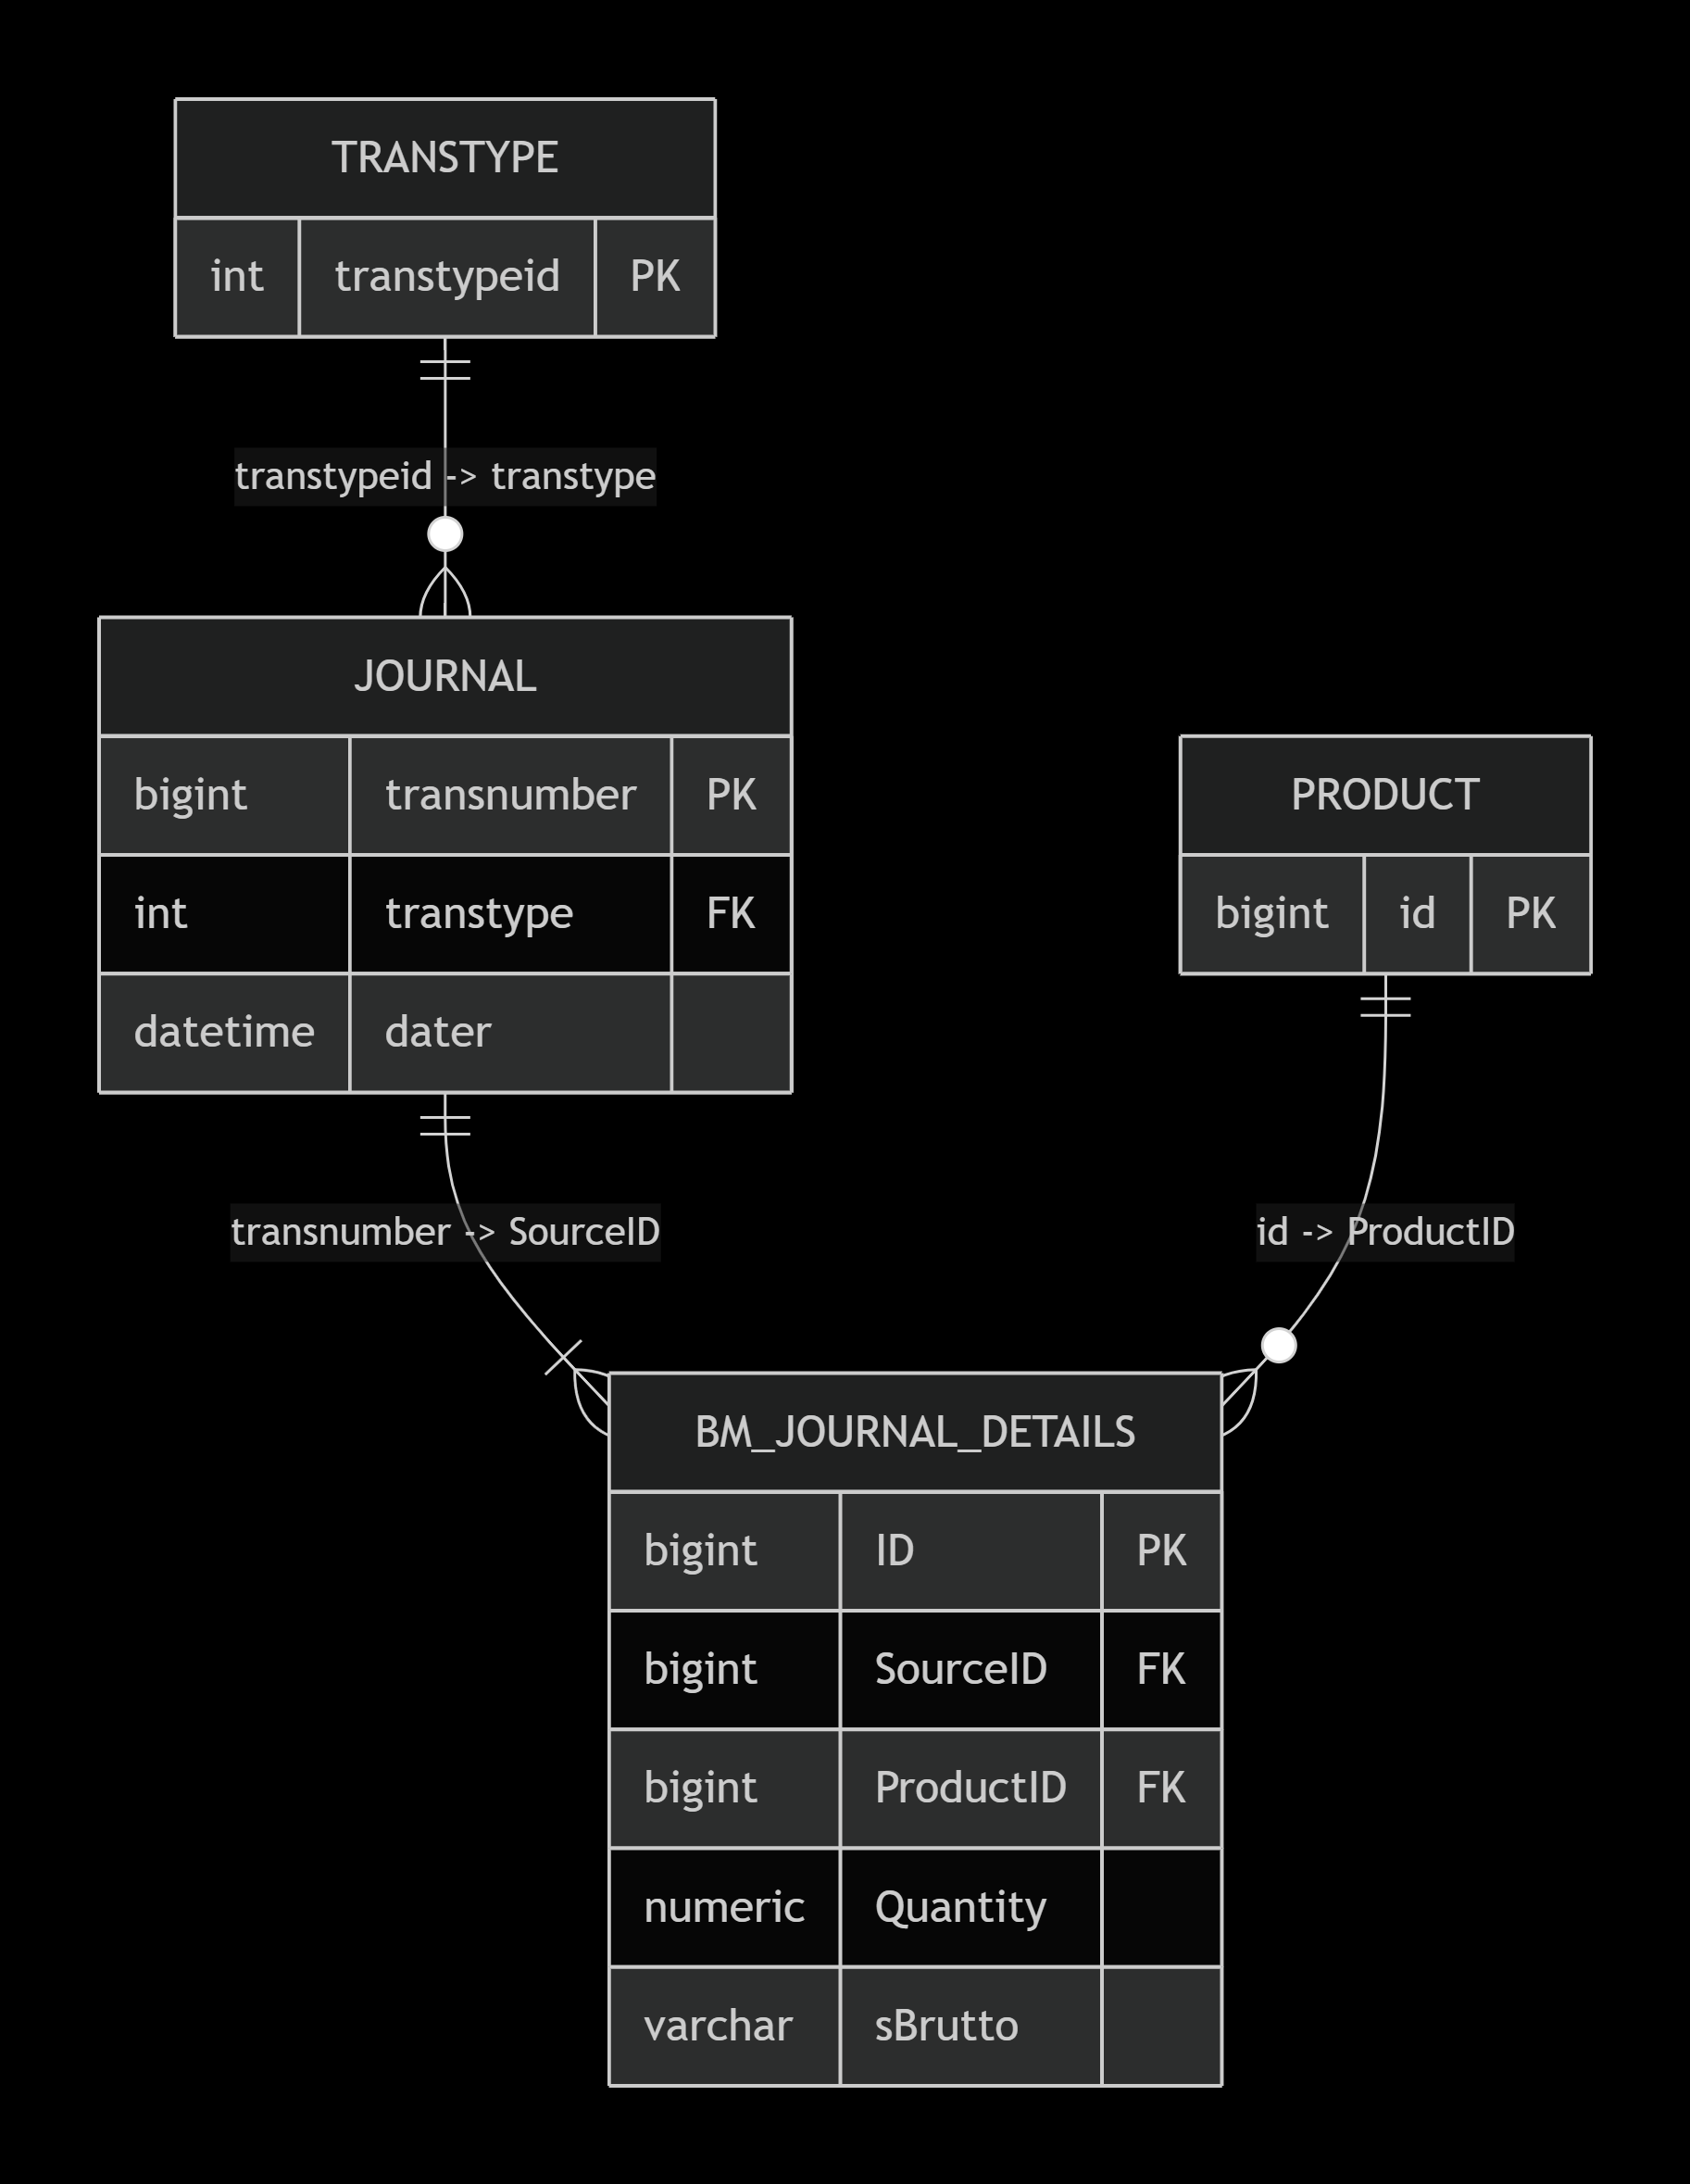 TRANSTYPE
int transtypeid PK
transtypeid -> transtype
JOURNAL
bigint transnumber PK
int transtype FK
datetime dater
PRODUCT
bigint id PK
transnumber -> SourceID
id -> ProductID
BM_JOURNAL_DETAILS
bigint ID PK
bigint SourceID FK
bigint ProductID FK
numeric Quantity
varchar sBrutto